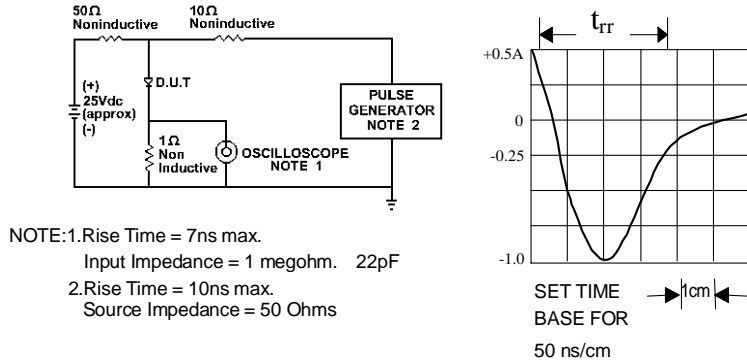 50Ω
Noninductive
10Ω
Noninductive
(+)
25Vdc
(approx)
(-)
D.U.T
1Ω
Non
Inductive
OSCILLOSCOPE
NOTE 1
PULSE
GENERATOR
NOTE 2
NOTE:1.Rise Time = 7ns max.
Input Impedance = 1 megohm. 22pF
2.Rise Time = 10ns max.
Source Impedance = 50 Ohms
trr
+0.5A
0
-0.25
-1.0
SET TIME
BASE FOR
50 ns/cm
1cm